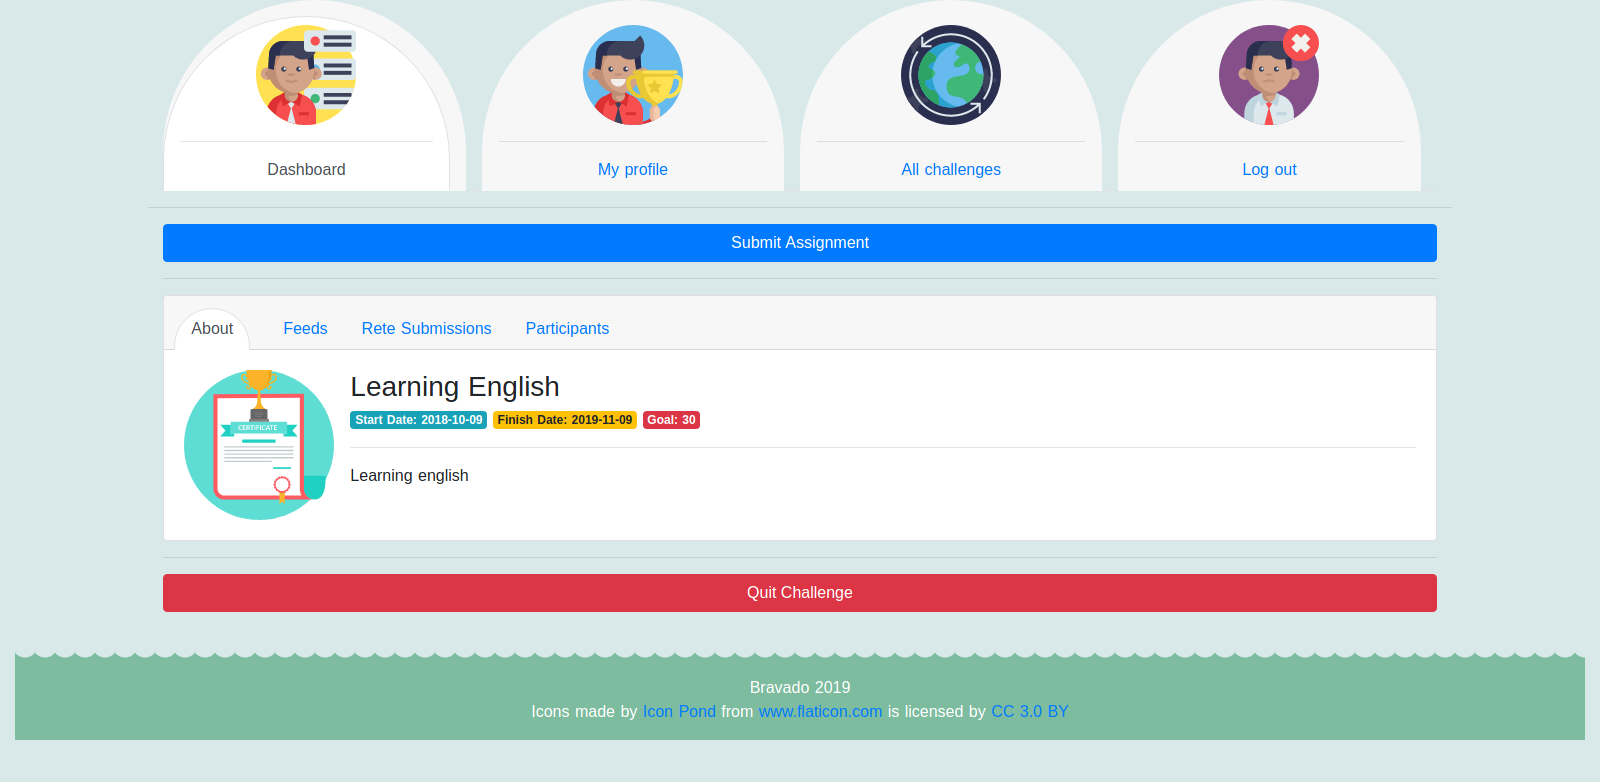 Dashboard
My profile
All challenges
Log out
Submit Assignment
About
Feeds
Rete Submissions
Participants
CERTIFICATE
Learning English
Start Date: 2018-10-09 Finish Date: 2019-11-09 Goal: 30
Learning english
Quit Challenge
Bravado 2019
Icons made by Icon Pond from www.flaticon.com is licensed by CC 3.0 BY